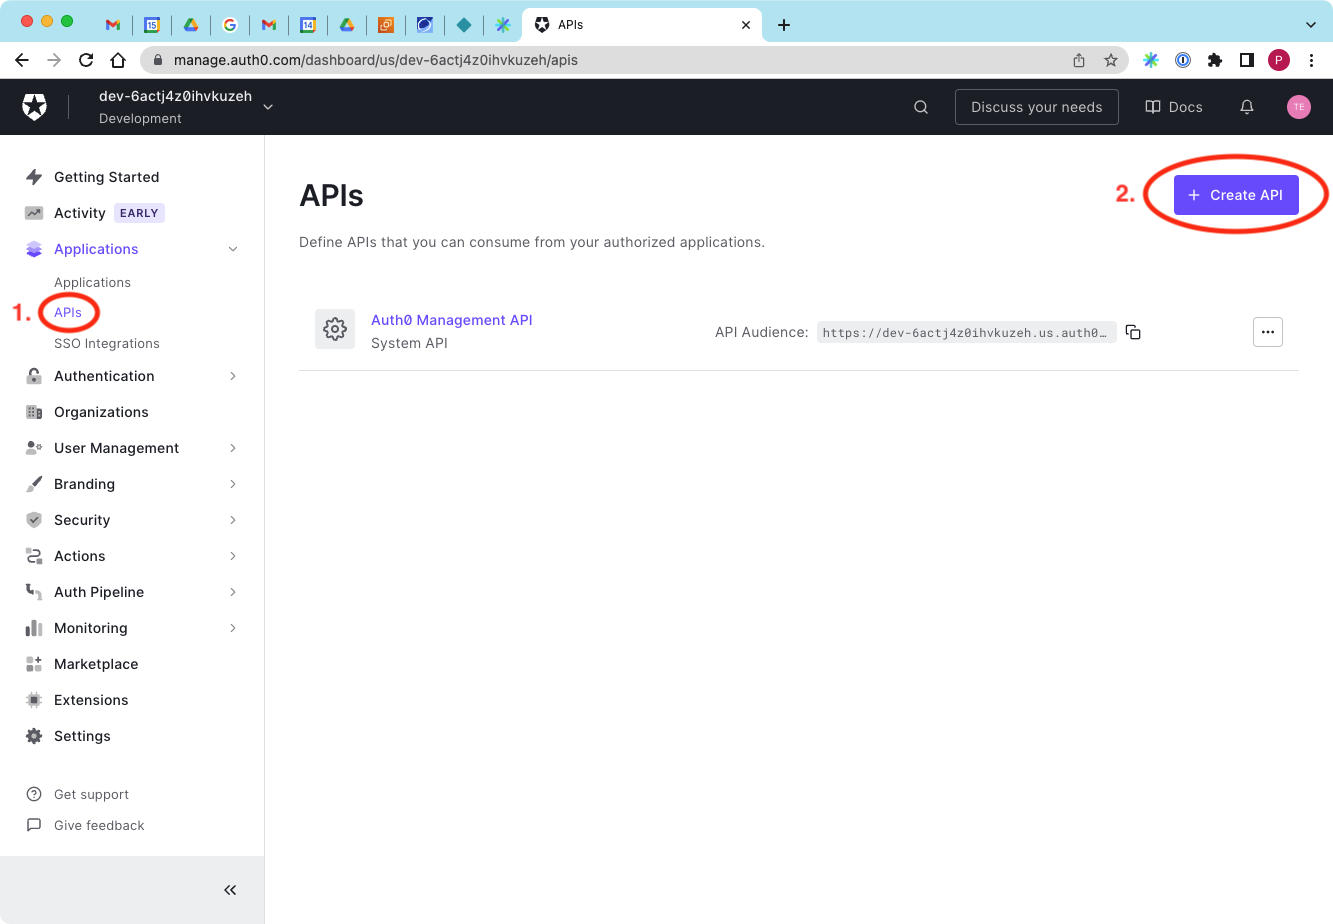 15
14
APIs
manage.auth0.com/dashboard/us/dev-6actj4z0ihvkuzeh/apis
P
dev-6actj4z0ihvkuzeh
Development
Discuss your needs
Docs
TE
Getting Started
Activity EARLY
Applications
Applications
1. APIs
SSO Integrations
Authentication
Organizations
User Management
Branding
Security
Actions
Auth Pipeline
Monitoring
Marketplace
Extensions
Settings
Get support
Give feedback
APIs
2. + Create API
Define APIs that you can consume from your authorized applications.
Auth0 Management API
System API
API Audience: https://dev-6actj4z0ihvkuzeh.us.auth0…